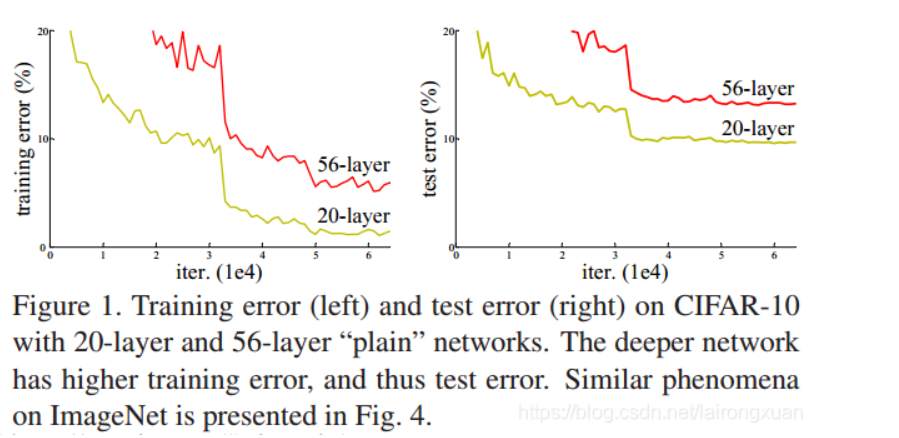 20
10
0
training error (%)
56-layer
20-layer
0 1 2 3 4 5 6
iter. (1e4)
20
10
0
test error (%)
56-layer
20-layer
0 1 2 3 4 5 6
iter. (1e4)
Figure 1. Training error (left) and test error (right) on CIFAR-10
with 20-layer and 56-layer “plain” networks. The deeper network
has higher training error, and thus test error. Similar phenomena
on ImageNet is presented in Fig. 4.
https://blog.csdn.net/lairongxuan